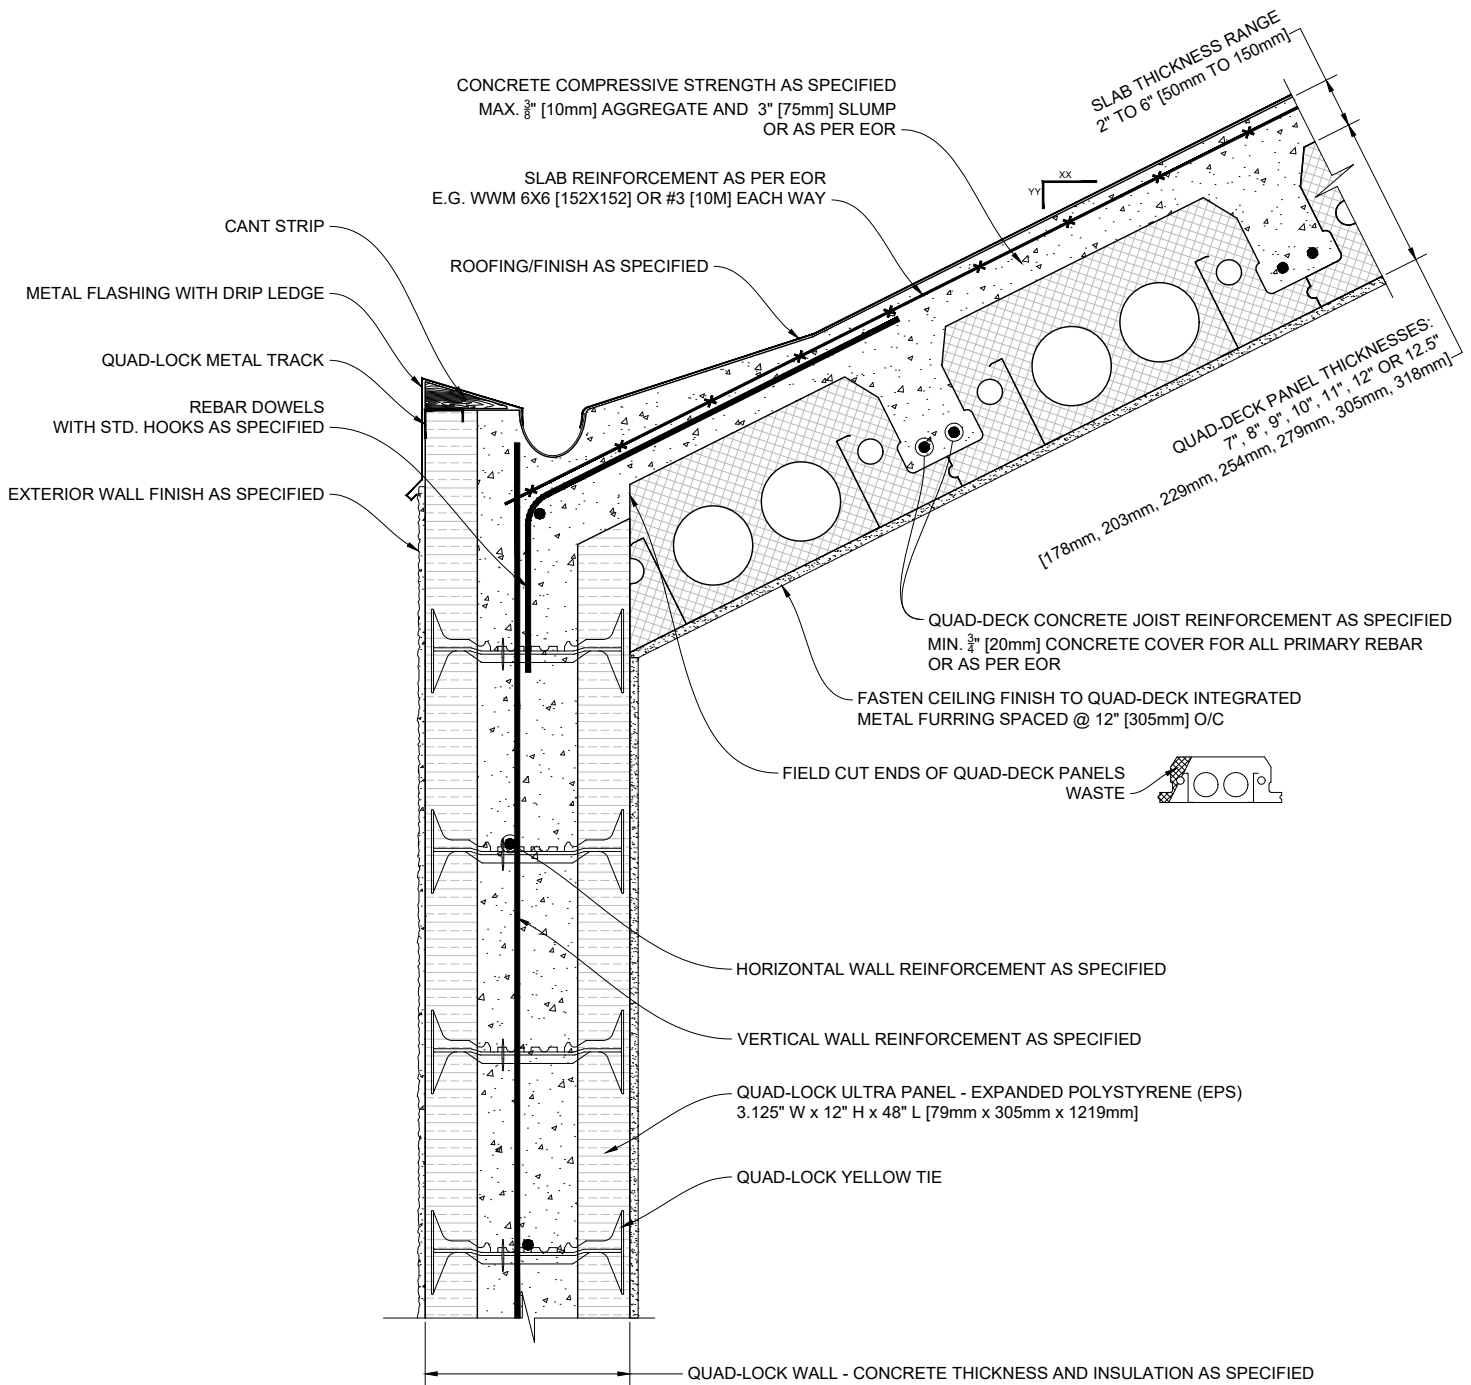 SLAB THICKNESS RANGE
2" TO 6" [50mm TO 150mm]
CONCRETE COMPRESSIVE STRENGTH AS SPECIFIED
MAX. 3/8" [10mm] AGGREGATE AND 3" [75mm] SLUMP
OR AS PER EOR
SLAB REINFORCEMENT AS PER EOR
E.G. WWM 6X6 [152X152] OR #3 [10M] EACH WAY
XX
YY
CANT STRIP
ROOFING/FINISH AS SPECIFIED
METAL FLASHING WITH DRIP LEDGE
QUAD-LOCK METAL TRACK
REBAR DOWELS
WITH STD. HOOKS AS SPECIFIED
EXTERIOR WALL FINISH AS SPECIFIED
QUAD-DECK PANEL THICKNESSES:
7", 8", 9", 10", 11", 12" OR 12.5"
[178mm, 203mm, 229mm, 254mm, 279mm, 305mm, 318mm]
QUAD-DECK CONCRETE JOIST REINFORCEMENT AS SPECIFIED
MIN. 3/4" [20mm] CONCRETE COVER FOR ALL PRIMARY REBAR
OR AS PER EOR
FASTEN CEILING FINISH TO QUAD-DECK INTEGRATED
METAL FURRING SPACED @ 12" [305mm] O/C
FIELD CUT ENDS OF QUAD-DECK PANELS
WASTE
HORIZONTAL WALL REINFORCEMENT AS SPECIFIED
VERTICAL WALL REINFORCEMENT AS SPECIFIED
QUAD-LOCK ULTRA PANEL - EXPANDED POLYSTYRENE (EPS)
3.125" W x 12" H x 48" L [79mm x 305mm x 1219mm]
QUAD-LOCK YELLOW TIE
QUAD-LOCK WALL - CONCRETE THICKNESS AND INSULATION AS SPECIFIED